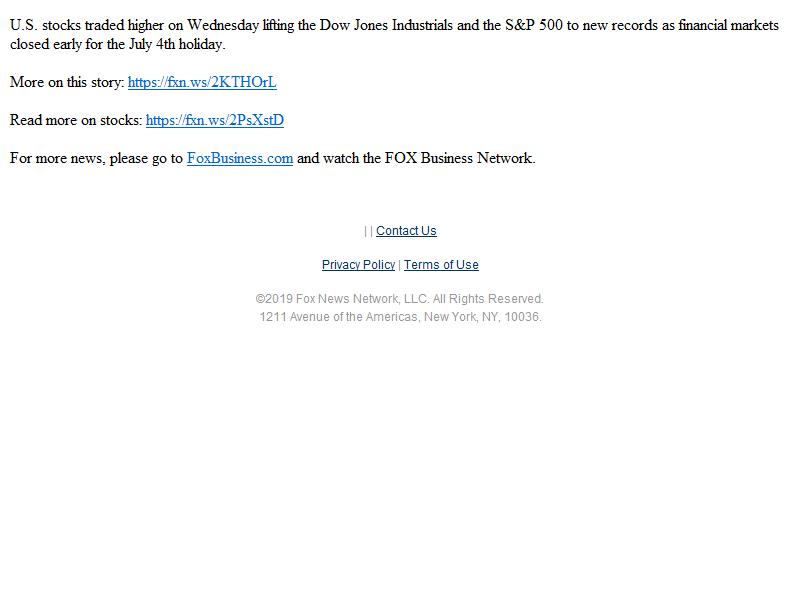 U.S. stocks traded higher on Wednesday lifting the Dow Jones Industrials and the S&P 500 to new records as financial markets
closed early for the July 4th holiday.
More on this story: https://fxn.ws/2KTHOrL
Read more on stocks: https://fxn.ws/2PsXstD
For more news, please go to FoxBusiness.com and watch the FOX Business Network.
| | Contact Us
Privacy Policy | Terms of Use
©2019 Fox News Network, LLC. All Rights Reserved.
1211 Avenue of the Americas, New York, NY, 10036.